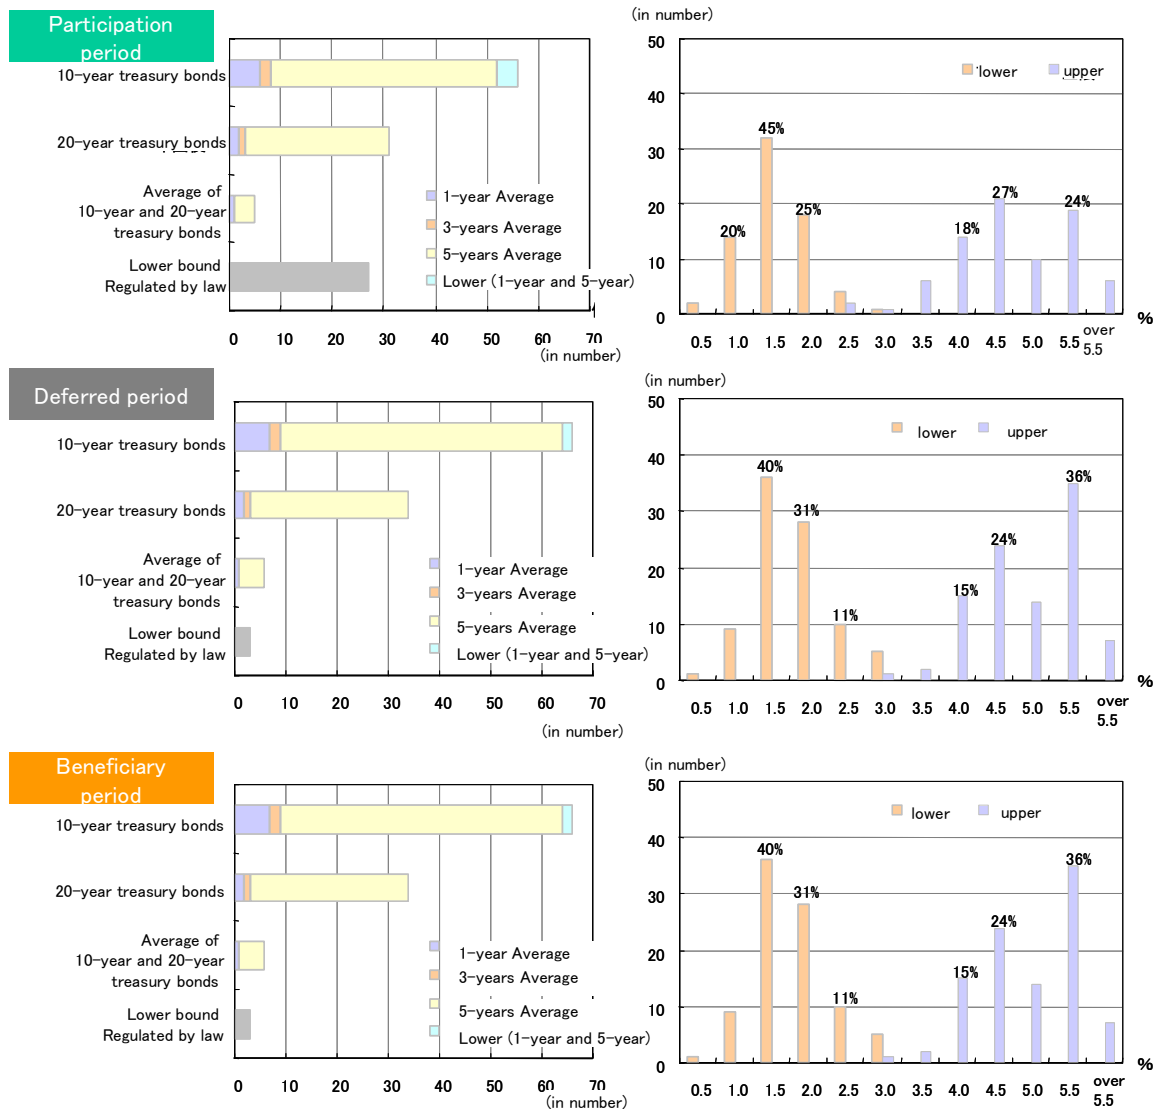 Participation
period
10-year treasury bonds
20-year treasury bonds
Average of
10-year and 20-year
treasury bonds
Lower bound
Regulated by law
1-year Average
3-years Average
5-years Average
Lower (1-year and 5-year)
0 10 20 30 40 50 60 70
(in number)
(in number)
50
40
30
20
10
0
lower upper
20% 45% 25% 18% 27% 24%
0.5 1.0 1.5 2.0 2.5 3.0 3.5 4.0 4.5 5.0 5.5 over
5.5
%
Deferred period
10-year treasury bonds
20-year treasury bonds
Average of
10-year and 20-year
treasury bonds
Lower bound
Regulated by law
1-year Average
3-years Average
5-years Average
Lower (1-year and 5-year)
0 10 20 30 40 50 60 70
(in number)
(in number)
50
40
30
20
10
0
lower upper
40% 31% 11% 15% 24% 36%
0.5 1.0 1.5 2.0 2.5 3.0 3.5 4.0 4.5 5.0 5.5 over
5.5
%
Beneficiary
period
10-year treasury bonds
20-year treasury bonds
Average of
10-year and 20-year
treasury bonds
Lower bound
Regulated by law
1-year Average
3-years Average
5-years Average
Lower (1-year and 5-year)
0 10 20 30 40 50 60 70
(in number)
(in number)
50
40
30
20
10
0
lower upper
40% 31% 11% 15% 24% 36%
0.5 1.0 1.5 2.0 2.5 3.0 3.5 4.0 4.5 5.0 5.5 over
5.5
%